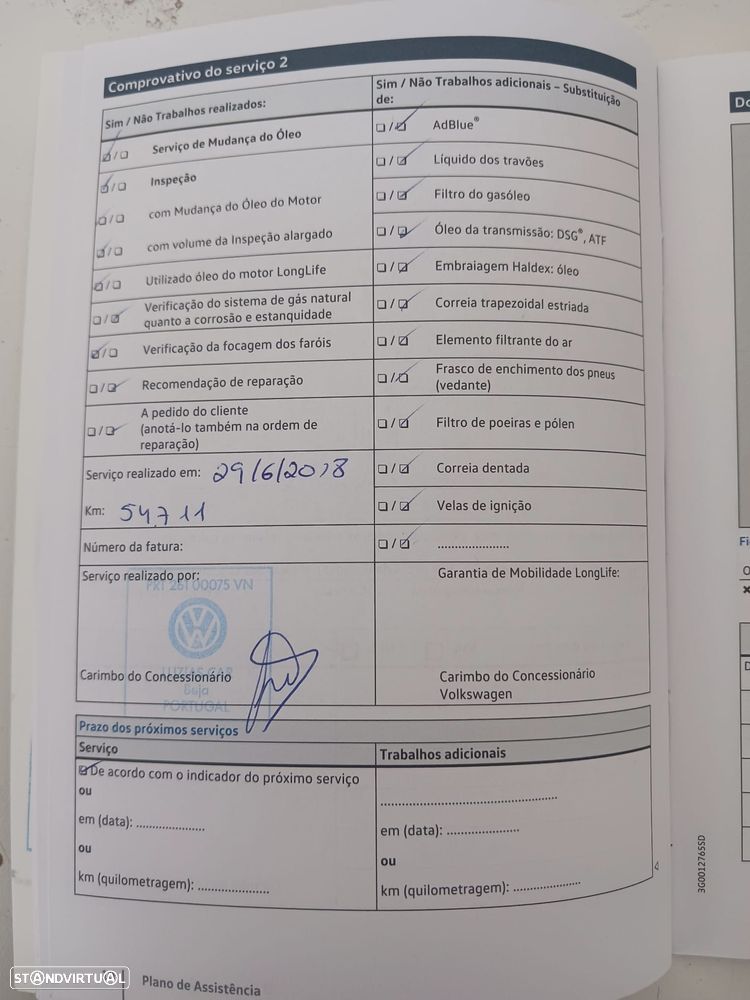 Comprovativo do serviço 2
Sim / Não Trabalhos realizados:
Serviço de Mudança do Óleo
Inspeção
com Mudança do Óleo do Motor
com volume da Inspeção alargado
Utilizado óleo do motor LongLife
Verificação do sistema de gás natural
quanto a corrosão e estanquidade
Verificação da focagem dos faróis
Recomendação de reparação
A pedido do cliente
(anotá-lo também na ordem de
reparação)
Serviço realizado em: 29/6/2018
Km: 54711
Número da fatura:
Serviço realizado por:
PRT 251 00075 VN
LUZIAS CAR
Beja
PORTUGAL
Carimbo do Concessionário
Sim / Não Trabalhos adicionais – Substituição
de:
AdBlue®
Líquido dos travões
Filtro do gasóleo
Óleo da transmissão: DSG®, ATF
Embraiagem Haldex: óleo
Correia trapezoidal estriada
Elemento filtrante do ar
Frasco de enchimento dos pneus
(vedante)
Filtro de poeiras e pólen
Correia dentada
Velas de ignição
.....................
Garantia de Mobilidade LongLife:
Carimbo do Concessionário
Volkswagen
Prazo dos próximos serviços
Serviço
De acordo com o indicador do próximo serviço
ou
em (data): ....................
ou
km (quilometragem): .....................
Trabalhos adicionais
....................................................
em (data): .....................
ou
km (quilometragem): ....................
Plano de Assistência
3G0012765SD
STANDVIRTUAL